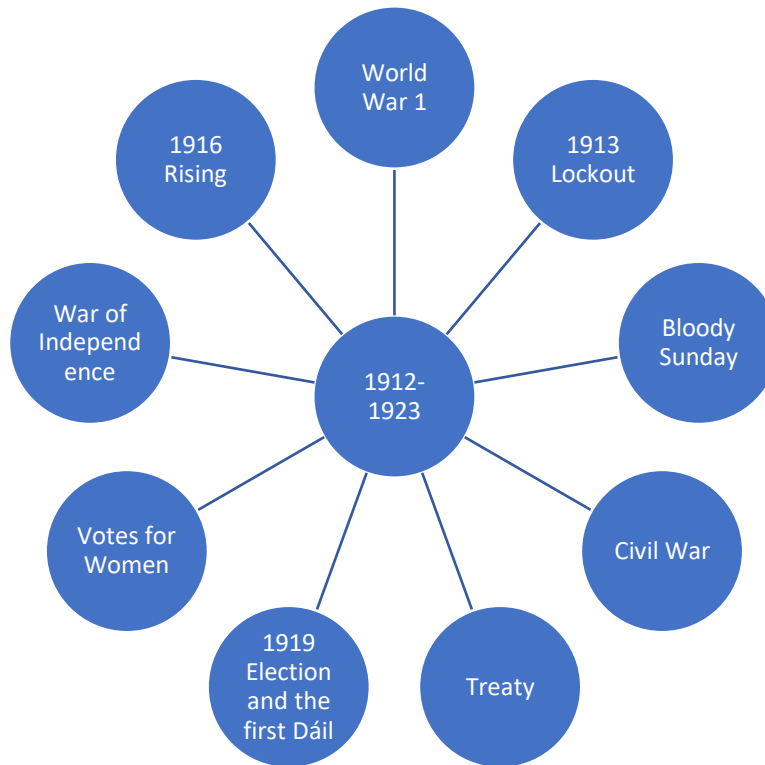 World
War 1
1913
Lockout
Bloody
Sunday
Civil War
Treaty
1919
Election
and the
first Dáil
Votes for
Women
War of
Independ
ence
1916
Rising
1912-
1923